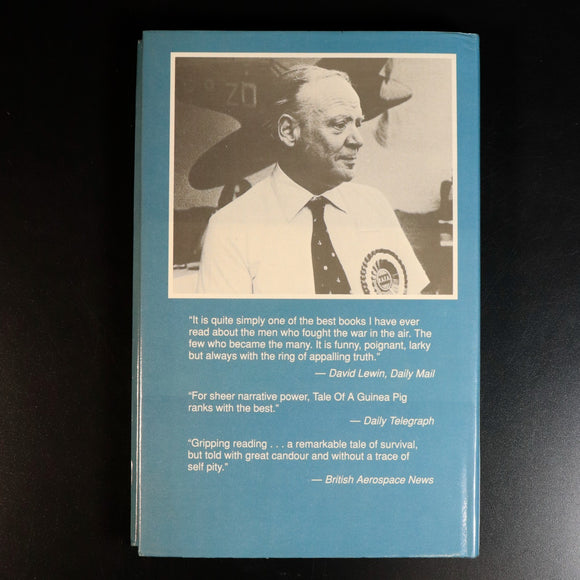 ZD
“It is quite simply one of the best books I have ever
read about the men who fought the war in the air. The
few who became the many. It is funny, poignant, larky
but always with the ring of appalling truth.”
— David Lewin, Daily Mail
“For sheer narrative power, Tale Of A Guinea Pig
ranks with the best.”
— Daily Telegraph
“Gripping reading . . . a remarkable tale of survival,
but told with great candour and without a trace of
self pity.”
— British Aerospace News